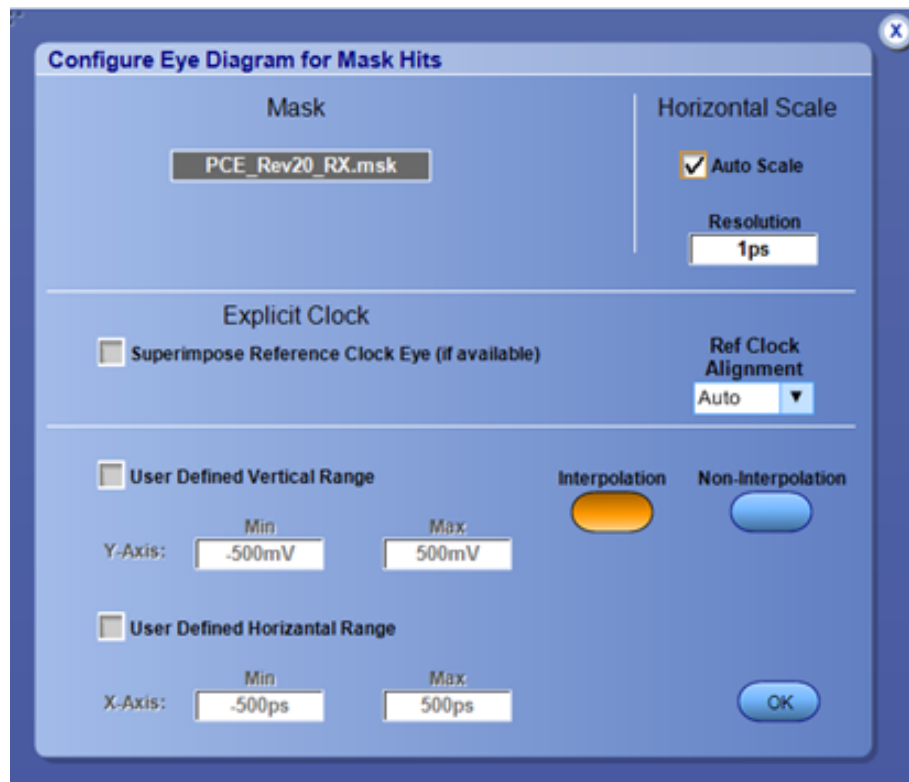 X
Configure Eye Diagram for Mask Hits
Mask
Horizontal Scale
PCE_Rev20_RX.msk
Auto Scale
Resolution
1ps
Explicit Clock
Superimpose Reference Clock Eye (if available)
Ref Clock
Alignment
Auto
User Defined Vertical Range
Interpolation
Non-Interpolation
Min
Max
Y-Axis:
-500mV
500mV
User Defined Horizantal Range
Min
Max
X-Axis:
-500ps
500ps
OK